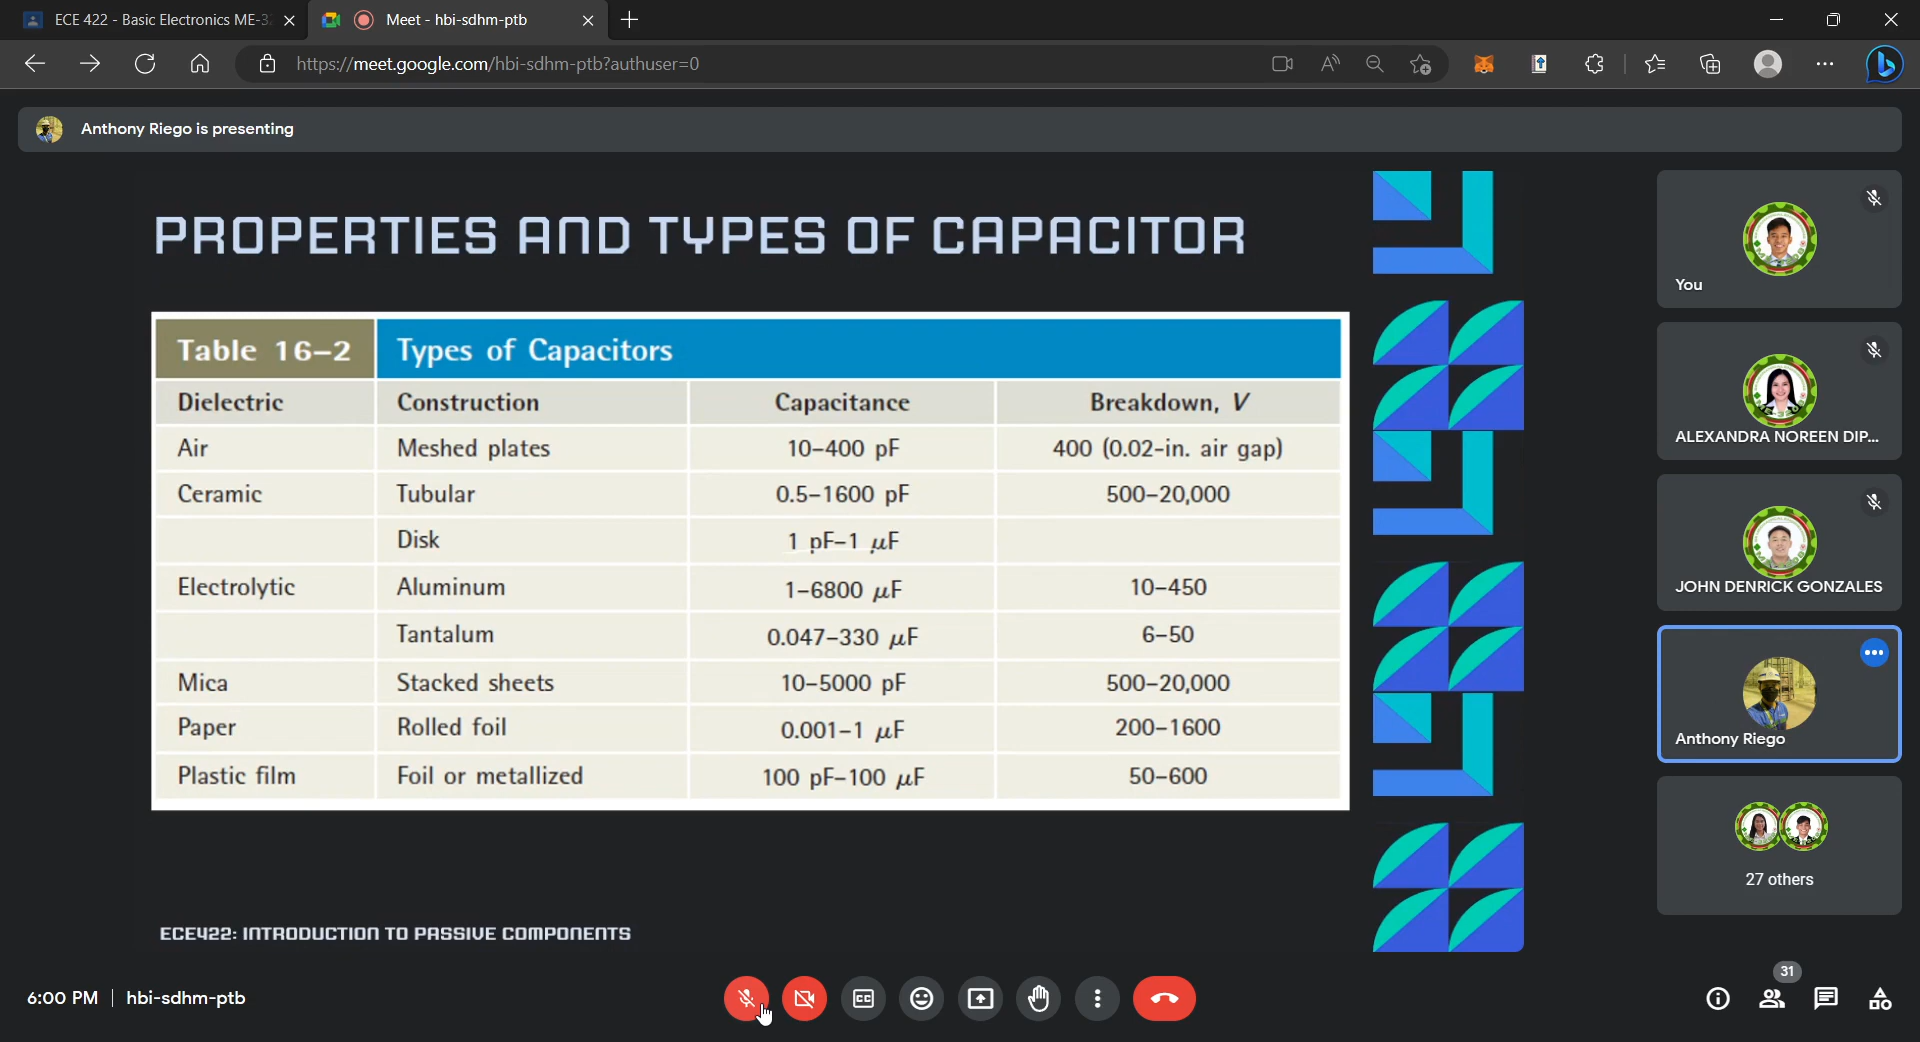 ECE 422 - Basic Electronics ME-32
Meet - hbi-sdhm-ptb
https://meet.google.com/hbi-sdhm-ptb?authuser=0
Anthony Riego is presenting
PROPERTIES AND TYPES OF CAPACITOR
Table 16–2 Types of Capacitors
Dielectric Construction Capacitance Breakdown, V
Air Meshed plates 10–400 pF 400 (0.02-in. air gap)
Ceramic Tubular 0.5–1600 pF 500–20,000
Disk 1 pF–1 μF
Electrolytic Aluminum 1–6800 μF 10–450
Tantalum 0.047–330 μF 6–50
Mica Stacked sheets 10–5000 pF 500–20,000
Paper Rolled foil 0.001–1 μF 200–1600
Plastic film Foil or metallized 100 pF–100 μF 50–600
ECE422: INTRODUCTION TO PASSIVE COMPONENTS
You
ALEXANDRA NOREEN DIP...
JOHN DENRICK GONZALES
Anthony Riego
27 others
6:00 PM | hbi-sdhm-ptb
CC
31